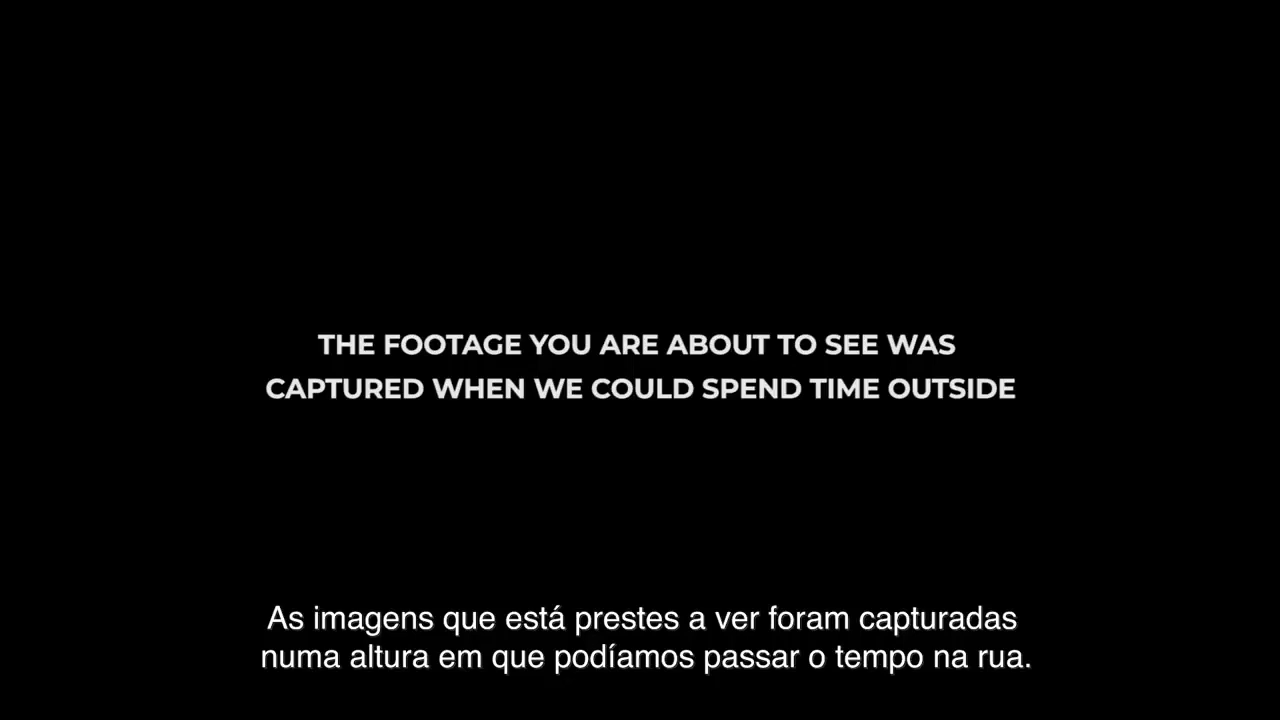 THE FOOTAGE YOU ARE ABOUT TO SEE WAS
CAPTURED WHEN WE COULD SPEND TIME OUTSIDE
As imagens que está prestes a ver foram capturadas
numa altura em que podíamos passar o tempo na rua.